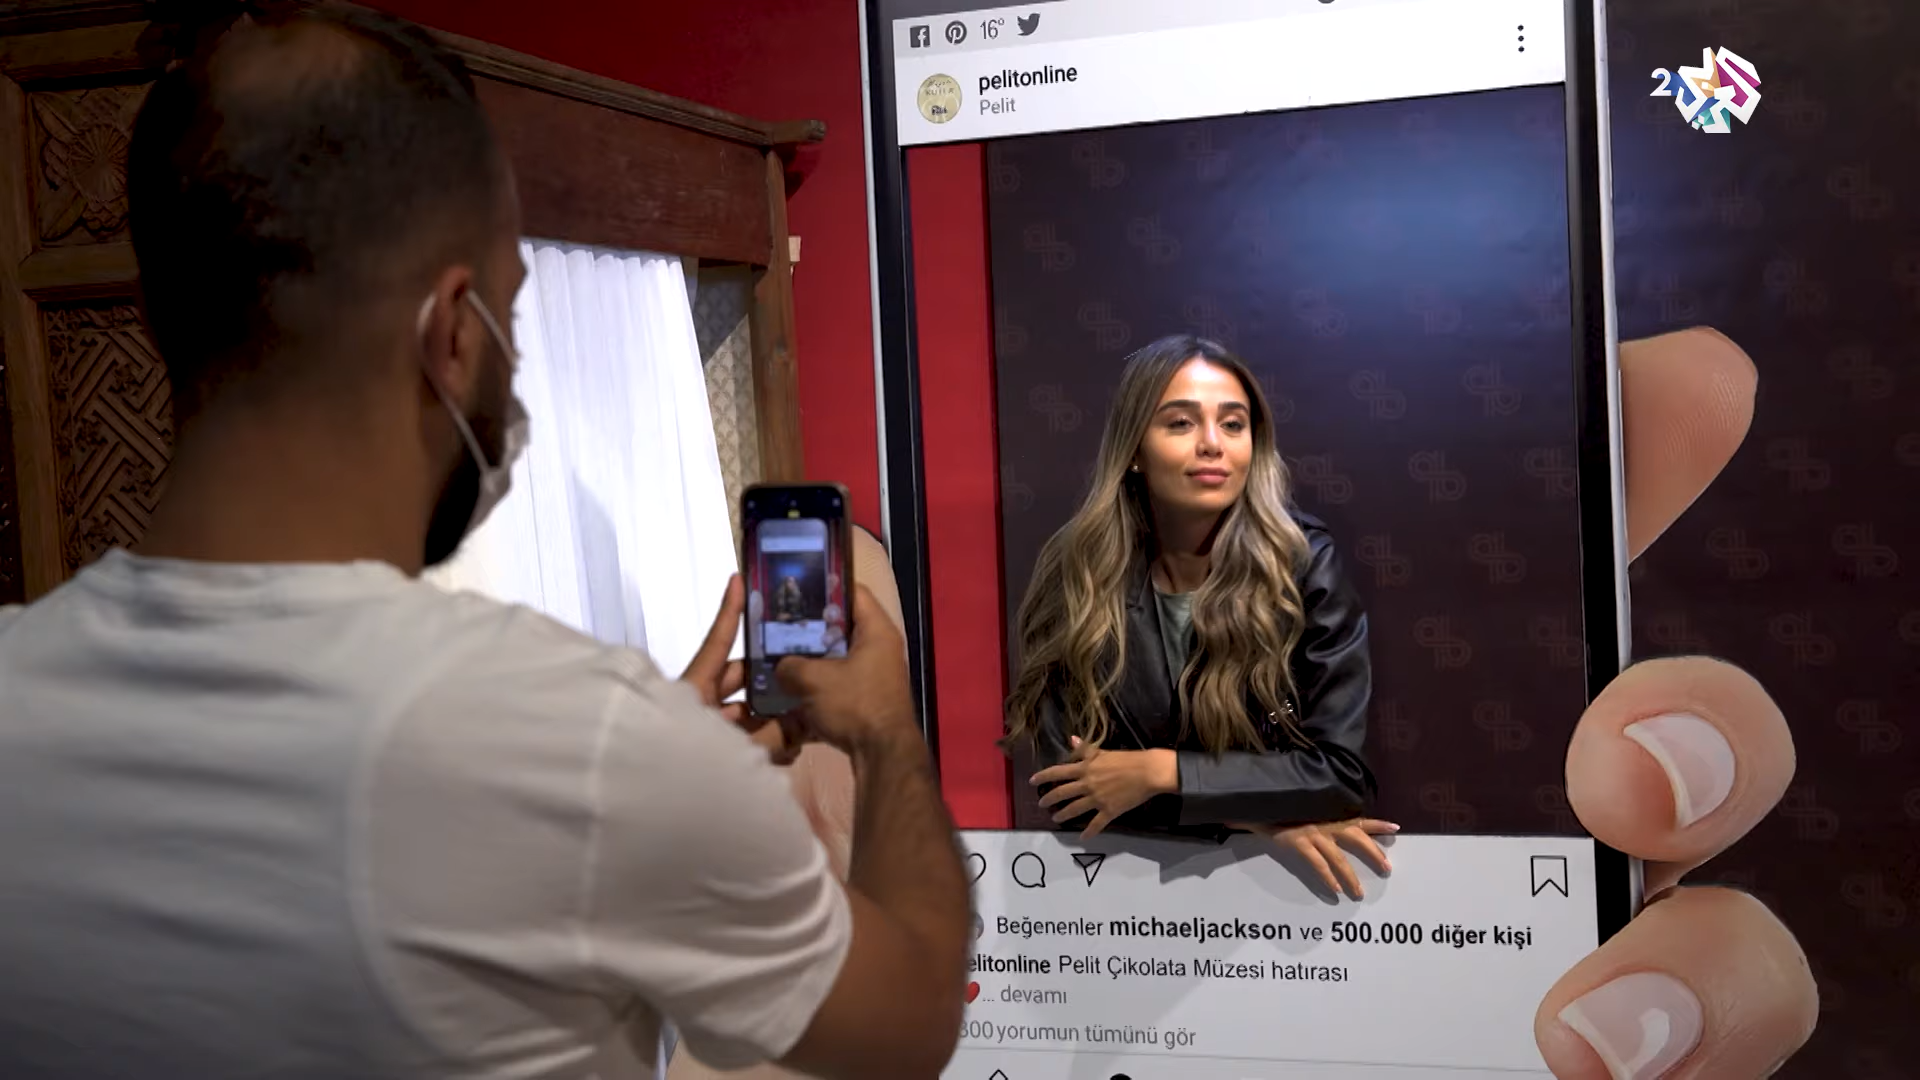 16°
pelitonline
Pelit
2
Beğenenler michaeljackson ve 500.000 diğer kişi
elitonline Pelit Çikolata Müzesi hatırası
... devamı
300 yorumun tümünü gör